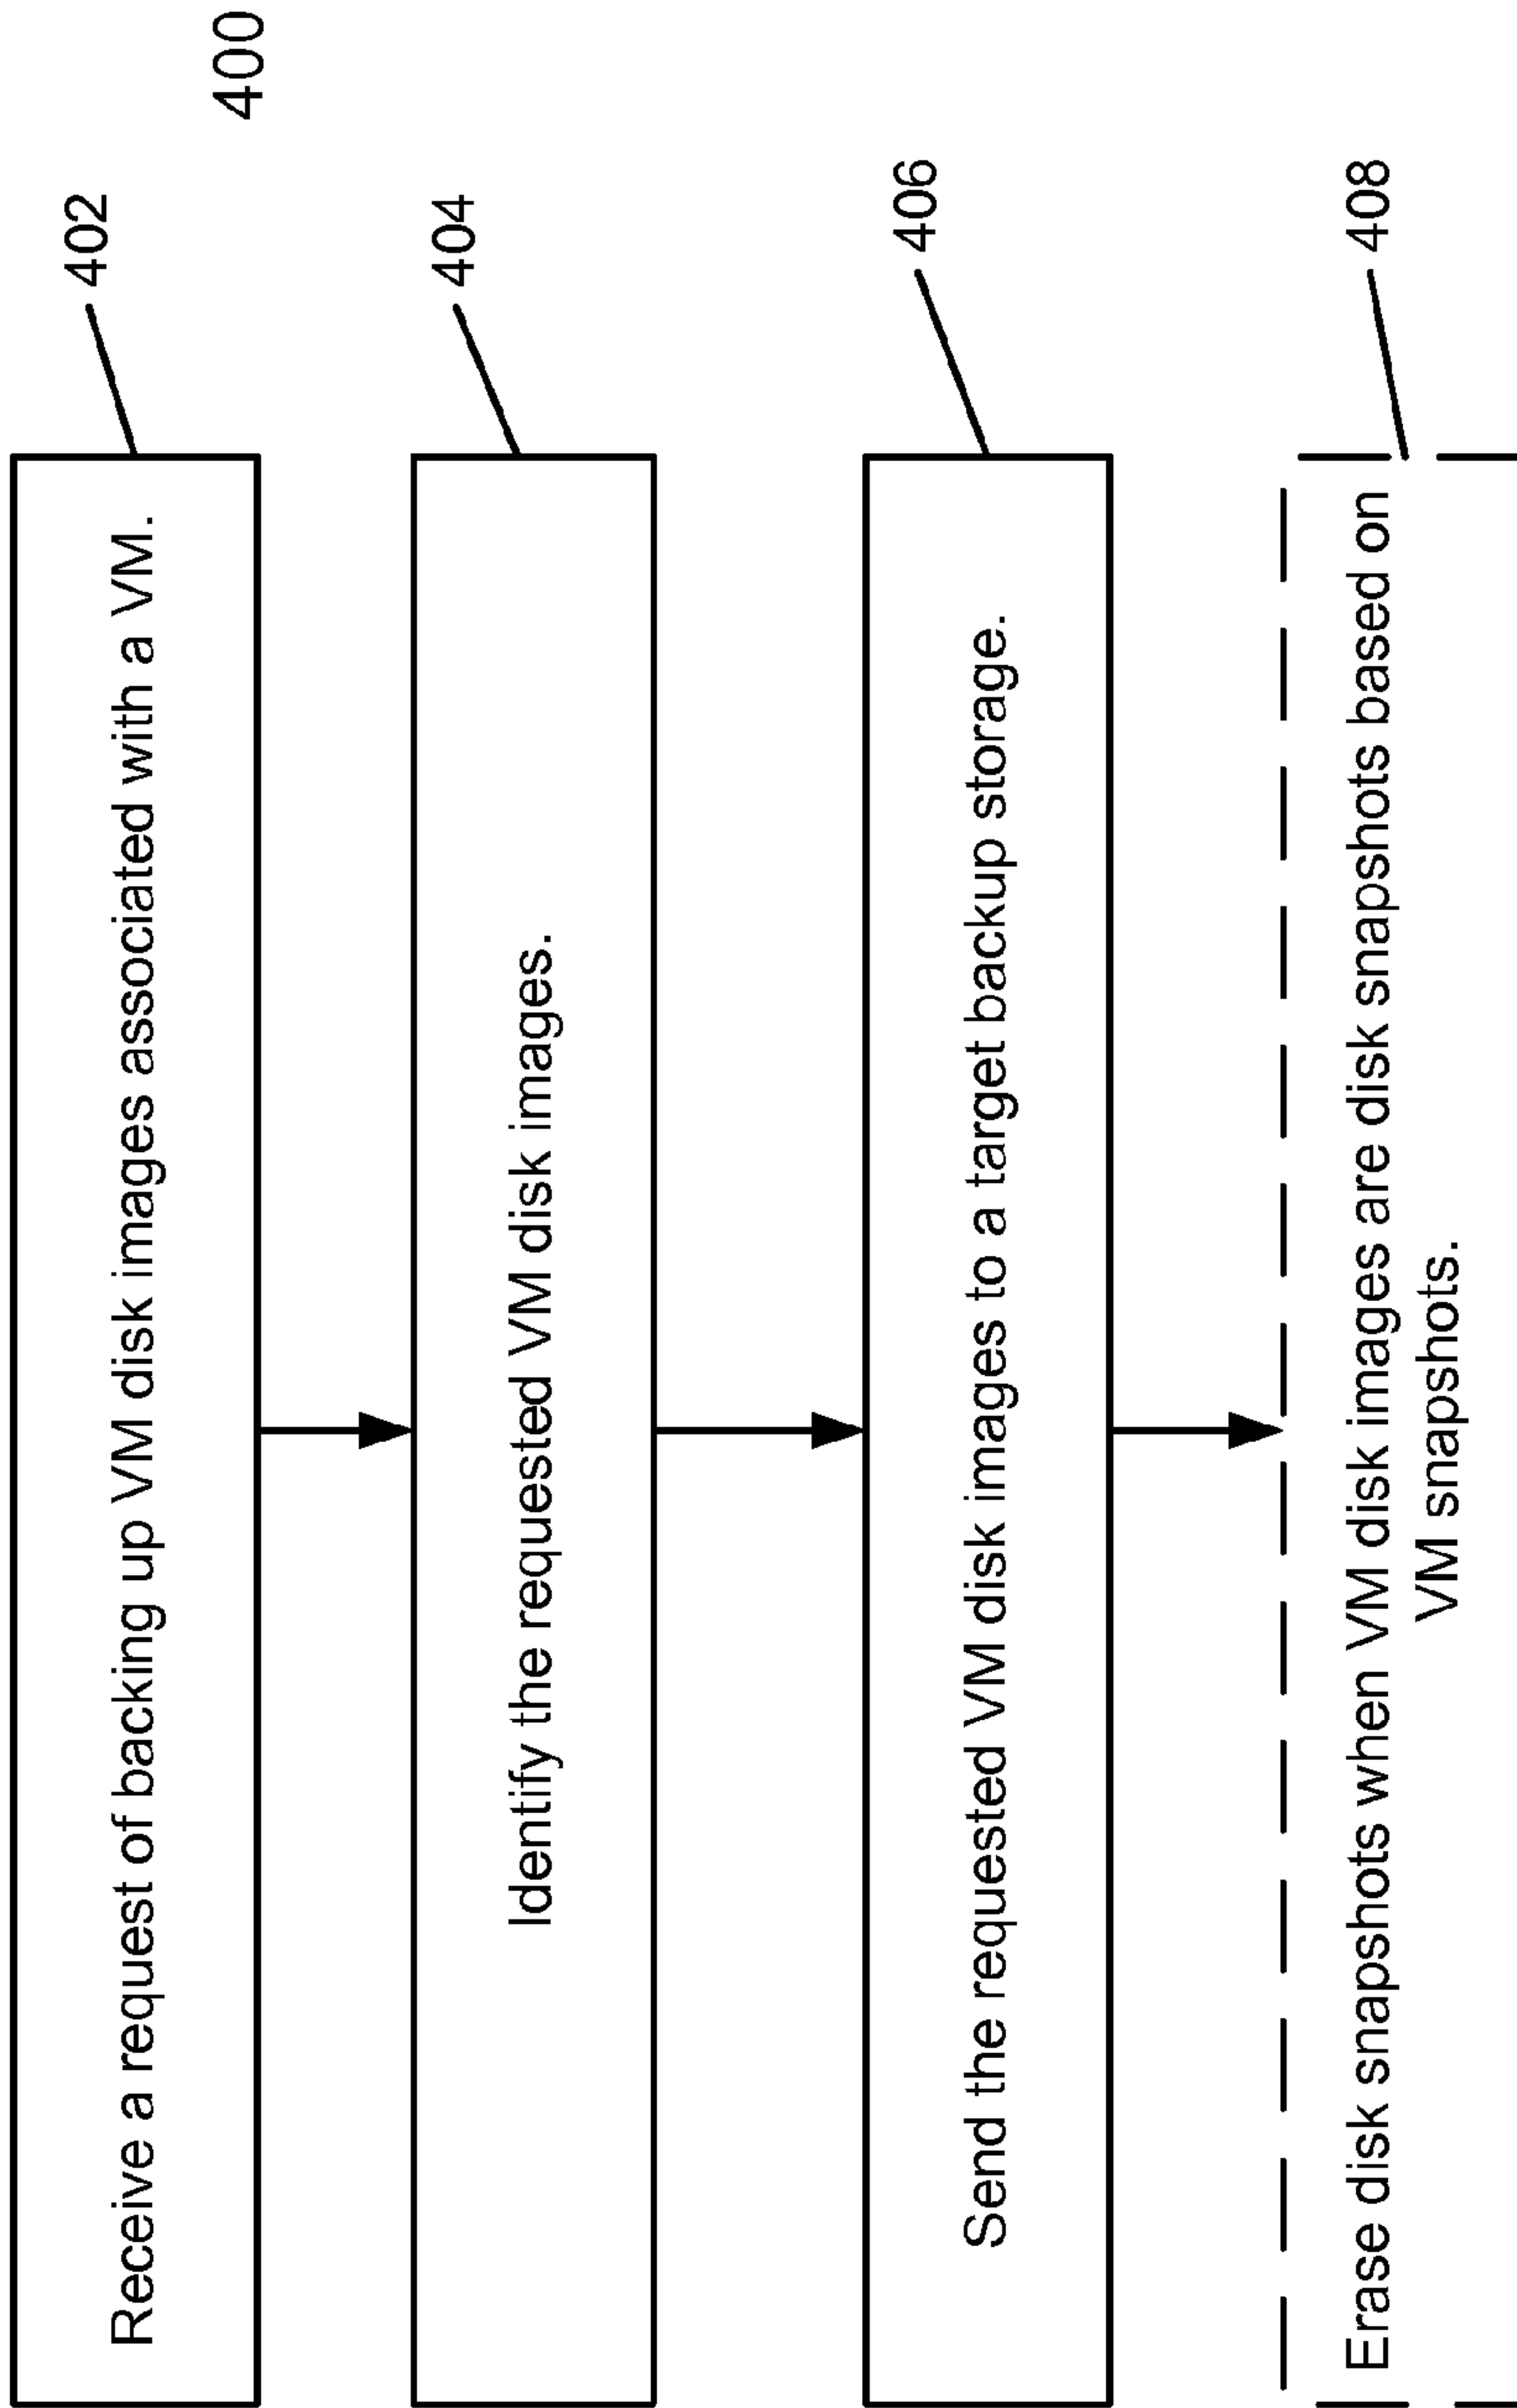 400
Receive a request of backing up VM disk images associated with a VM.
402
Identify the requested VM disk images.
404
Send the requested VM disk images to a target backup storage.
406
Erase disk snapshots when VM disk images are disk snapshots based on
VM snapshots.
408